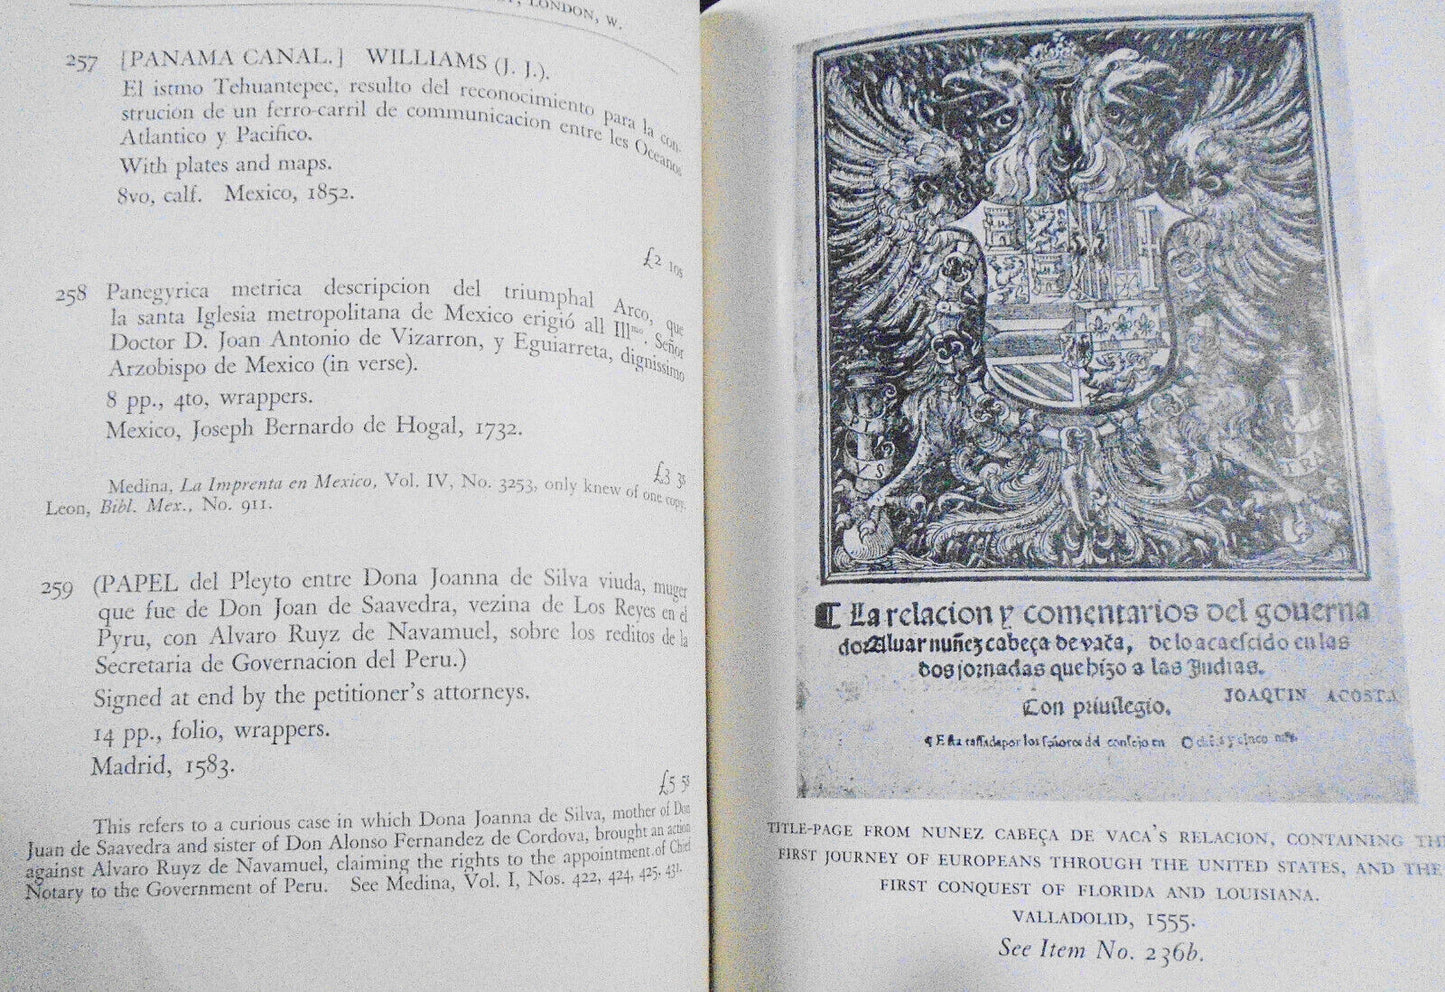 LONDON, W.
257 [PANAMA CANAL.] WILLIAMS (J. J.).
El istmo Tehuantepec, resulto del reconocimiento para la con-
strucion de un ferro-carril de communicacion entre les Oceanos
Atlantico y Pacifico.
With plates and maps.
8vo, calf. Mexico, 1852.
£2 10s
258 Panegyrica metrica descripcion del triumphal Arco, que
la santa Iglesia metropolitana de Mexico erigió all Illmo. Señor
Doctor D. Joan Antonio de Vizarron, y Eguiarreta, dignissimo
Arzobispo de Mexico (in verse).
8 pp., 4to, wrappers.
Mexico, Joseph Bernardo de Hogal, 1732.
£3 3s
Medina, La Imprenta en Mexico, Vol. IV, No. 3253, only knew of one copy.
Leon, Bibl. Mex., No. 911.
259 (PAPEL del Pleyto entre Dona Joanna de Silva viuda, muger
que fue de Don Joan de Saavedra, vezina de Los Reyes en el
Pyru, con Alvaro Ruyz de Navamuel, sobre los reditos de la
Secretaria de Governacion del Peru.)
Signed at end by the petitioner's attorneys.
14 pp., folio, wrappers.
Madrid, 1583.
£5 5s
This refers to a curious case in which Dona Joanna de Silva, mother of Don
Juan de Saavedra and sister of Don Alonso Fernandez de Cordova, brought an action
against Alvaro Ruyz de Navamuel, claiming the rights to the appointment of Chief
Notary to the Government of Peru. See Medina, Vol. I, Nos. 422, 424, 425, 431.
¶ La relacion y comentarios del gouerna
dor Aluar nuñez cabeça de vaca, de lo acaescido en las
dos jornadas que hizo a las Indias.
Con priuilegio.
JOAQUIN ACOSTA
¶ Esta tassada por los señores del consejo en Ochēta y cinco mrs.
TITLE-PAGE FROM NUNEZ CABEÇA DE VACA'S RELACION, CONTAINING THE
FIRST JOURNEY OF EUROPEANS THROUGH THE UNITED STATES, AND THE
FIRST CONQUEST OF FLORIDA AND LOUISIANA.
VALLADOLID, 1555.
See Item No. 236b.